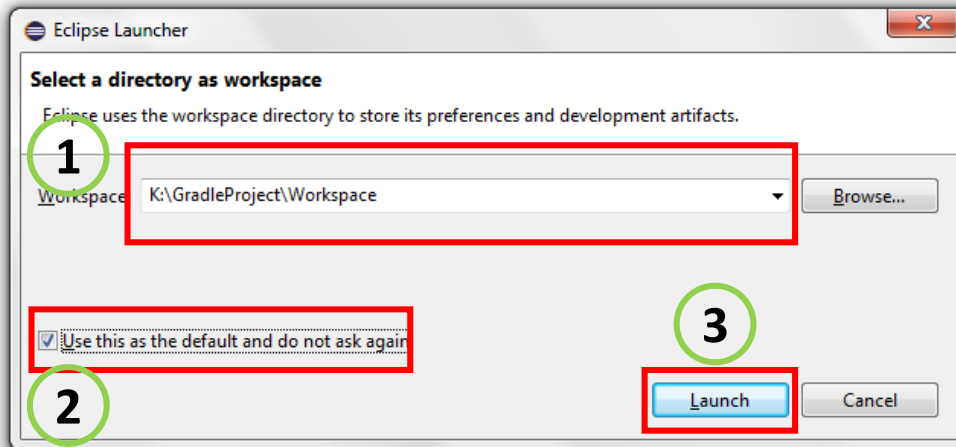 Eclipse Launcher
Select a directory as workspace
Eclipse uses the workspace directory to store its preferences and development artifacts.
1
Workspace K:\GradleProject\Workspace Browse...
3
Use this as the default and do not ask again
2
Launch Cancel